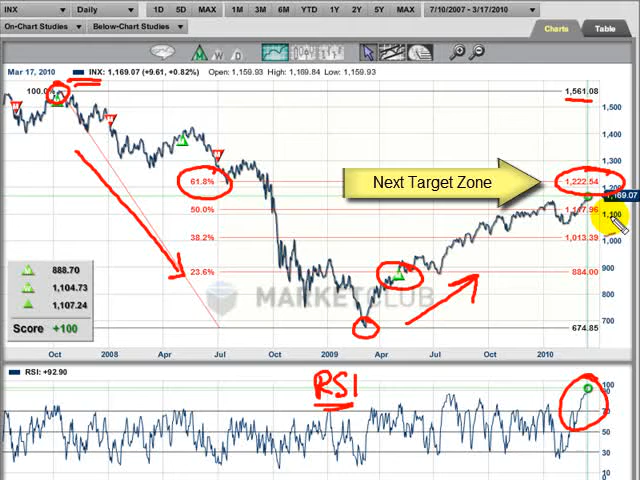 INX Daily 1D 5D MAX 1M 3M 6M YTD 1Y 2Y 3Y 5Y MAX 7/10/2007 - 3/17/2010
On-Chart Studies Below-Chart Studies Charts Table
M W D
Mar 17, 2010 INX: 1,169.07 (+9.61, +0.82%) Open: 1,159.93 High: 1,169.84 Low: 1,159.93
100.0% 1,561.08
1,500
1,400
1,300
61.8% Next Target Zone 1,222.54
1,200
1,169.07
50.0%
1,100
38.2% 1,013.39
1,000
23.6% 884.00
888.70
1,104.73
1,107.24
Score +100
MARKETCLUB
800
700
674.85
Oct 2008 Apr Jul Oct 2009 Apr Jul Oct 2010
RSI: +92.90
RSI
100
90
70
50
30
0